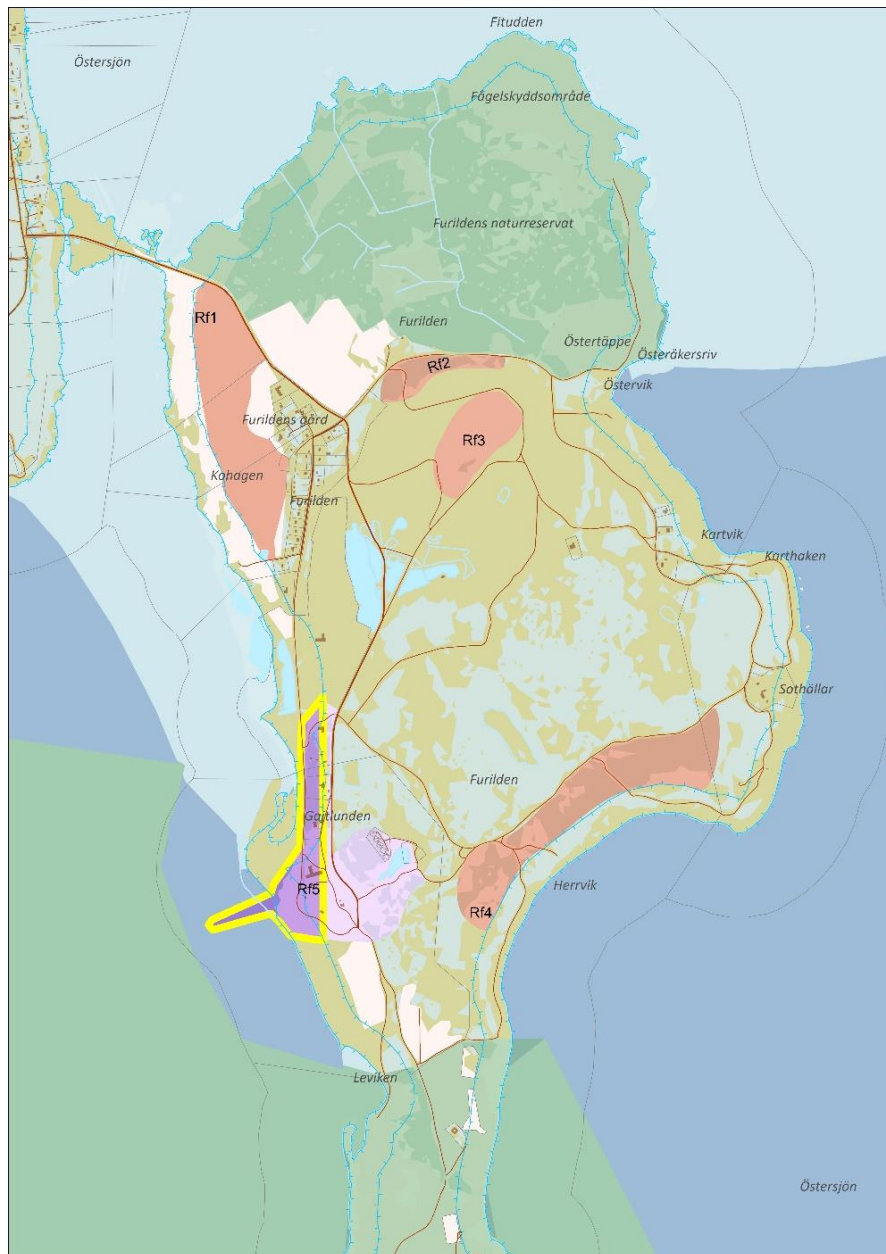 Fitudden
Östersjön
Fågelskyddsområde
Furildens naturreservat
Rf1
Furilden
Östertäppe
Österåkersriv
Rf2
Östervik
Furildens gård
Rf3
Kohagen
Furilden
Kartvik
Karthaken
Sothällar
Furilden
Gajtlunden
Rf5
Herrvik
Rf4
Leviken
Östersjön